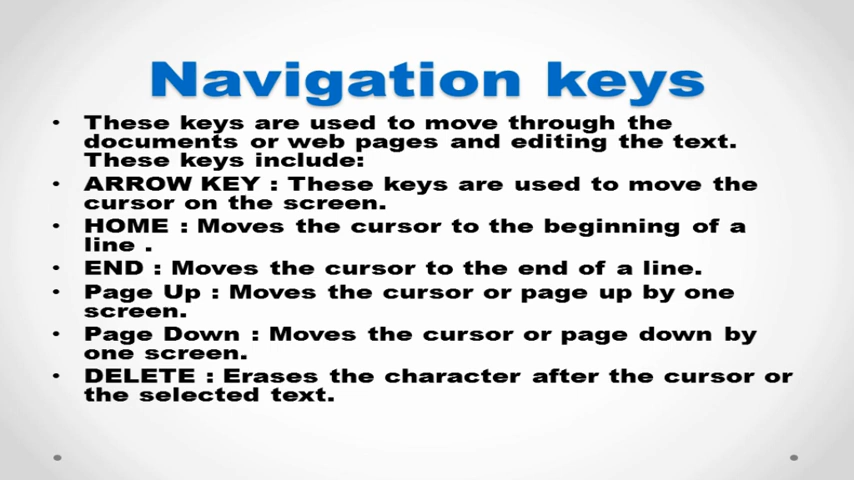 Navigation keys
• These keys are used to move through the
documents or web pages and editing the text.
These keys include:
• ARROW KEY : These keys are used to move the
cursor on the screen.
• HOME : Moves the cursor to the beginning of a
line .
• END : Moves the cursor to the end of a line.
• Page Up : Moves the cursor or page up by one
screen.
• Page Down : Moves the cursor or page down by
one screen.
• DELETE : Erases the character after the cursor or
the selected text.